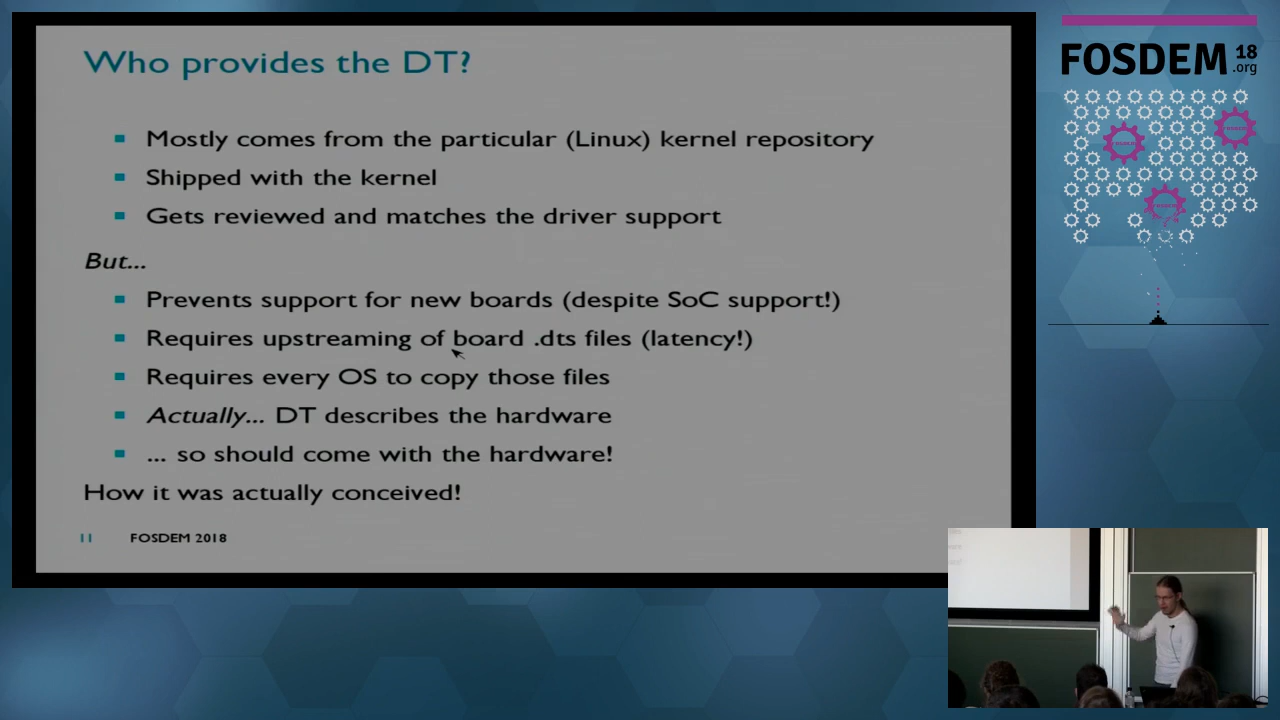 Who provides the DT?
Mostly comes from the particular (Linux) kernel repository
Shipped with the kernel
Gets reviewed and matches the driver support
But...
Prevents support for new boards (despite SoC support!)
Requires upstreaming of board .dts files (latency!)
Requires every OS to copy those files
Actually... DT describes the hardware
... so should come with the hardware!
How it was actually conceived!
11 FOSDEM 2018
FOSDEM 18
.org